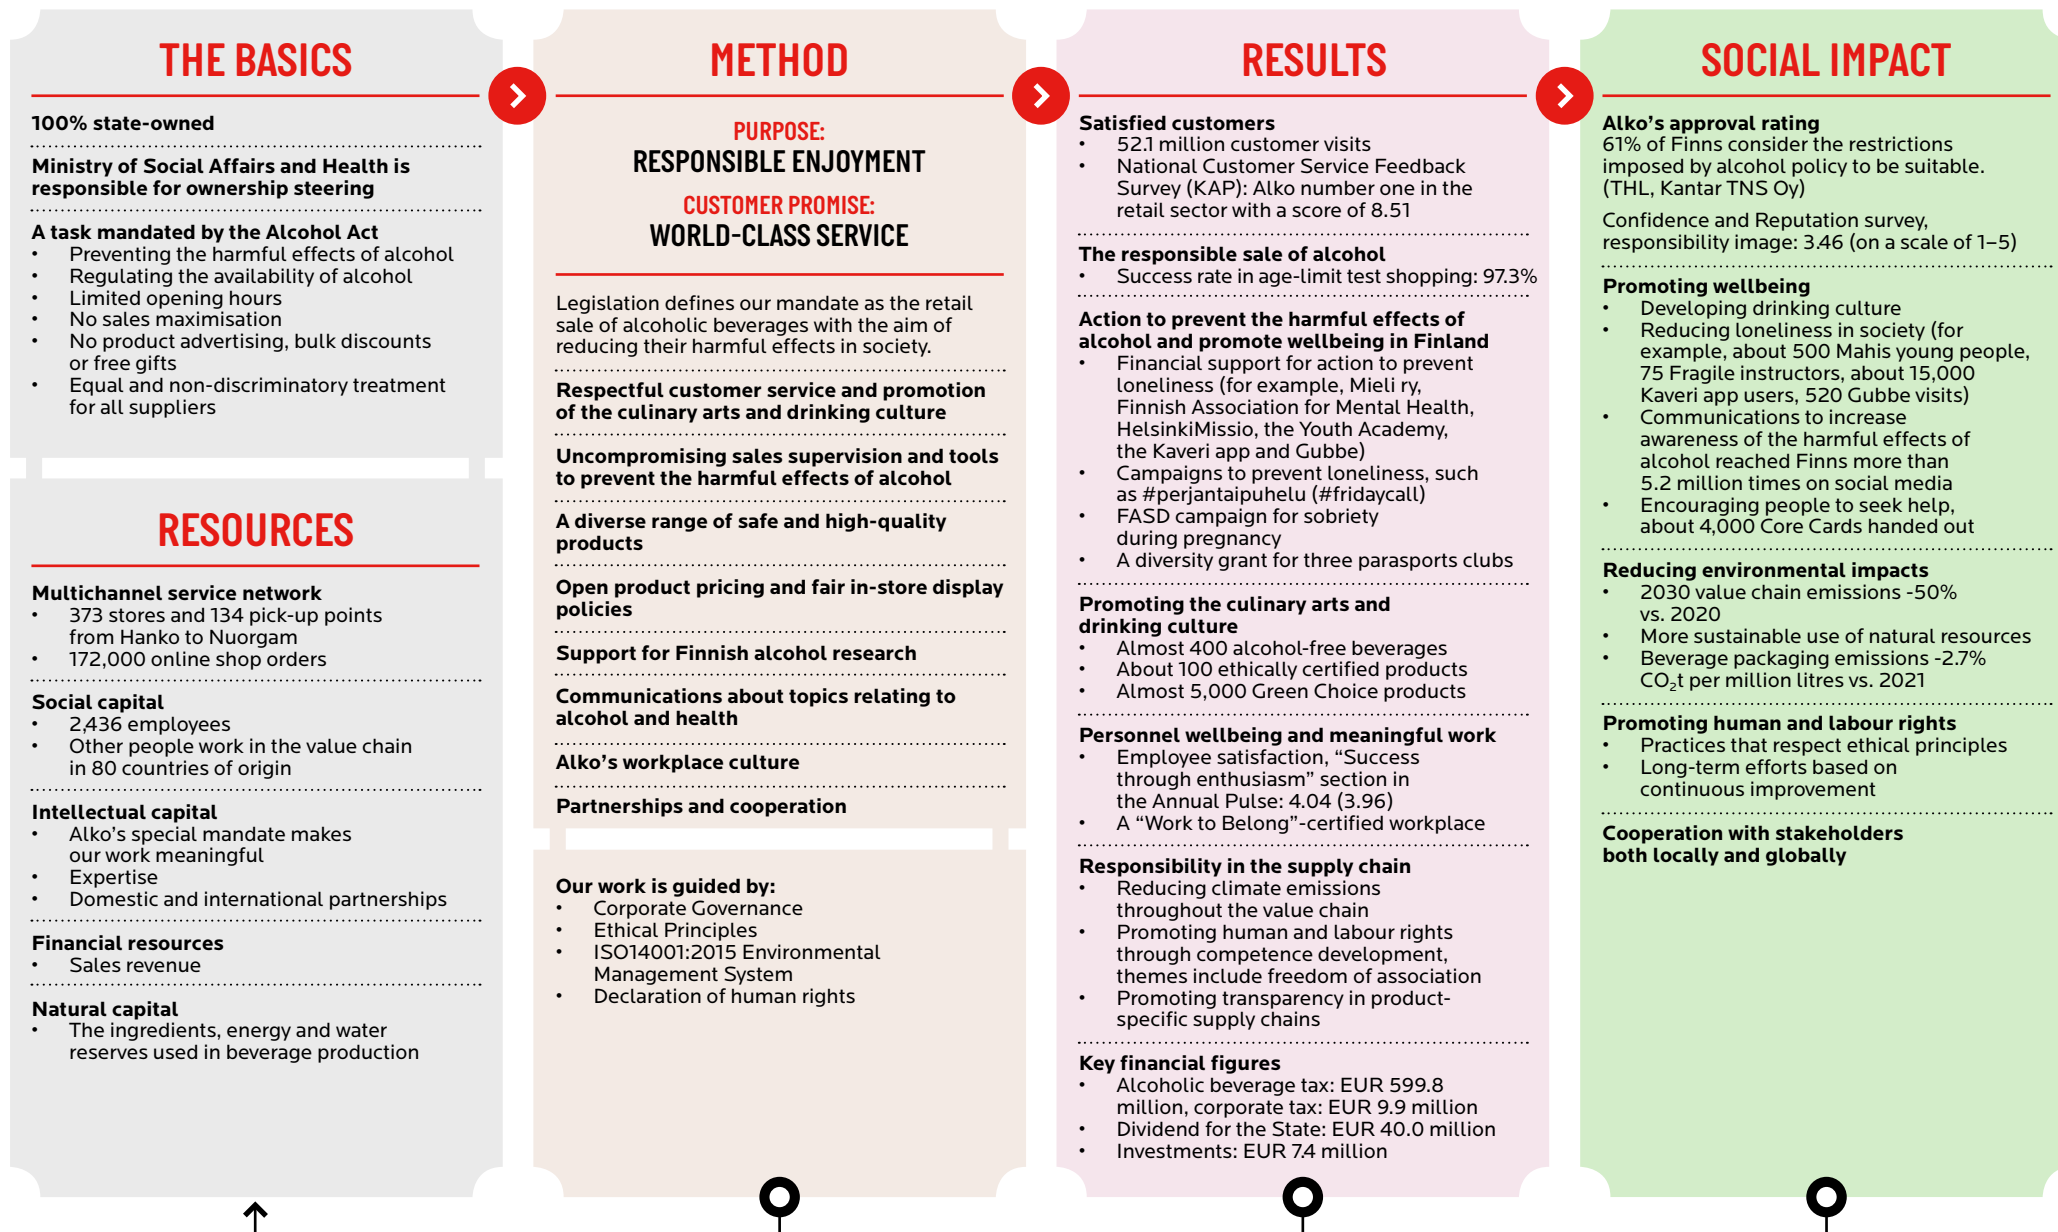 THE BASICS
100% state-owned
Ministry of Social Affairs and Health is
responsible for ownership steering
A task mandated by the Alcohol Act
• Preventing the harmful effects of alcohol
• Regulating the availability of alcohol
• Limited opening hours
• No sales maximisation
• No product advertising, bulk discounts
or free gifts
• Equal and non-discriminatory treatment
for all suppliers
RESOURCES
Multichannel service network
• 373 stores and 134 pick-up points
from Hanko to Nuorgam
• 172,000 online shop orders
Social capital
• 2,436 employees
• Other people work in the value chain
in 80 countries of origin
Intellectual capital
• Alko’s special mandate makes
our work meaningful
• Expertise
• Domestic and international partnerships
Financial resources
• Sales revenue
Natural capital
• The ingredients, energy and water
reserves used in beverage production
METHOD
PURPOSE:
RESPONSIBLE ENJOYMENT
CUSTOMER PROMISE:
WORLD-CLASS SERVICE
Legislation defines our mandate as the retail
sale of alcoholic beverages with the aim of
reducing their harmful effects in society.
Respectful customer service and promotion
of the culinary arts and drinking culture
Uncompromising sales supervision and tools
to prevent the harmful effects of alcohol
A diverse range of safe and high-quality
products
Open product pricing and fair in-store display
policies
Support for Finnish alcohol research
Communications about topics relating to
alcohol and health
Alko’s workplace culture
Partnerships and cooperation
Our work is guided by:
• Corporate Governance
• Ethical Principles
• ISO14001:2015 Environmental
Management System
• Declaration of human rights
RESULTS
Satisfied customers
• 52.1 million customer visits
• National Customer Service Feedback
Survey (KAP): Alko number one in the
retail sector with a score of 8.51
The responsible sale of alcohol
• Success rate in age-limit test shopping: 97.3%
Action to prevent the harmful effects of
alcohol and promote wellbeing in Finland
• Financial support for action to prevent
loneliness (for example, Mieli ry,
Finnish Association for Mental Health,
HelsinkiMissio, the Youth Academy,
the Kaveri app and Gubbe)
• Campaigns to prevent loneliness, such
as #perjantaipuhelu (#fridaycall)
• FASD campaign for sobriety
during pregnancy
• A diversity grant for three parasports clubs
Promoting the culinary arts and
drinking culture
• Almost 400 alcohol-free beverages
• About 100 ethically certified products
• Almost 5,000 Green Choice products
Personnel wellbeing and meaningful work
• Employee satisfaction, “Success
through enthusiasm” section in
the Annual Pulse: 4.04 (3.96)
• A “Work to Belong”-certified workplace
Responsibility in the supply chain
• Reducing climate emissions
throughout the value chain
• Promoting human and labour rights
through competence development,
themes include freedom of association
• Promoting transparency in product-
specific supply chains
Key financial figures
• Alcoholic beverage tax: EUR 599.8
million, corporate tax: EUR 9.9 million
• Dividend for the State: EUR 40.0 million
• Investments: EUR 7.4 million
SOCIAL IMPACT
Alko’s approval rating
61% of Finns consider the restrictions
imposed by alcohol policy to be suitable.
(THL, Kantar TNS Oy)
Confidence and Reputation survey,
responsibility image: 3.46 (on a scale of 1–5)
Promoting wellbeing
• Developing drinking culture
• Reducing loneliness in society (for
example, about 500 Mahis young people,
75 Fragile instructors, about 15,000
Kaveri app users, 520 Gubbe visits)
• Communications to increase
awareness of the harmful effects of
alcohol reached Finns more than
5.2 million times on social media
• Encouraging people to seek help,
about 4,000 Core Cards handed out
Reducing environmental impacts
• 2030 value chain emissions -50%
vs. 2020
• More sustainable use of natural resources
• Beverage packaging emissions -2.7%
CO₂t per million litres vs. 2021
Promoting human and labour rights
• Practices that respect ethical principles
• Long-term efforts based on
continuous improvement
Cooperation with stakeholders
both locally and globally